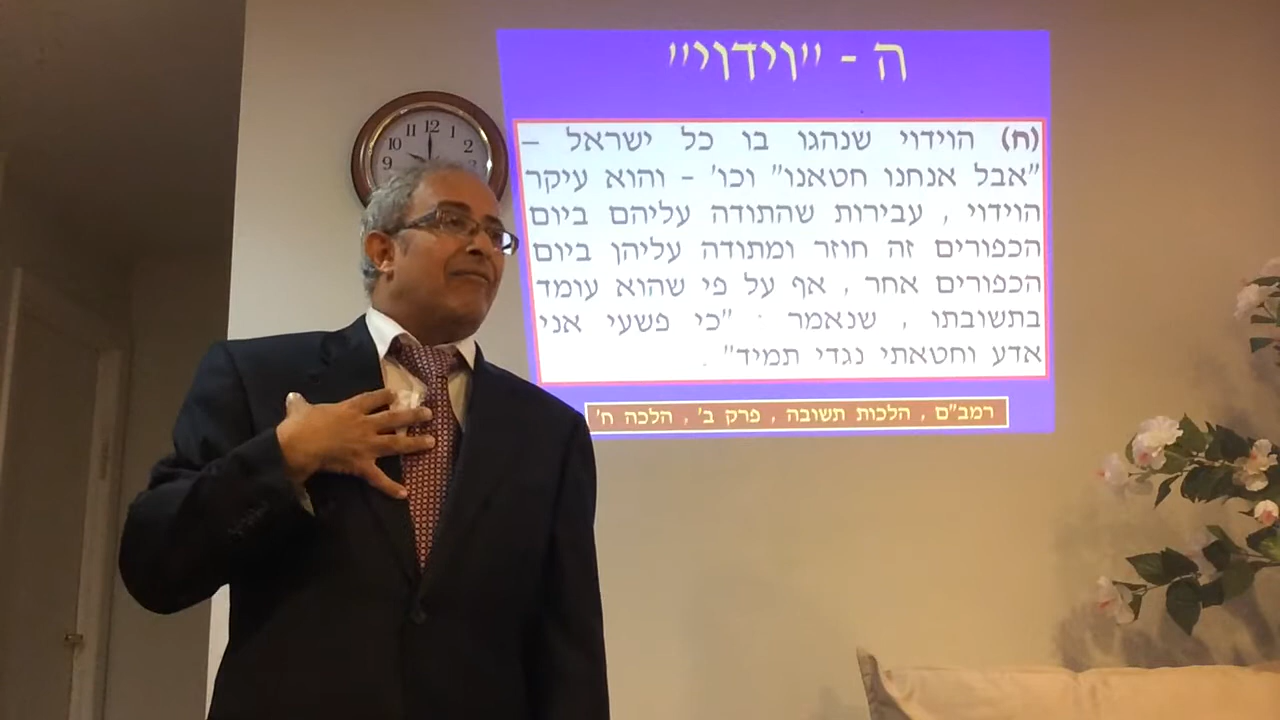 ה - "וידוי"
(ח) הוידוי שנהגו בו כל ישראל –
"אבל אנחנו חטאנו" וכו' – והוא עיקר
הוידוי , עבירות שהתודה עליהם ביום
הכפורים זה חוזר ומתודה עליהן ביום
הכפורים אחר , אף על פי שהוא עומד
בתשובתו , שנאמר "כי פשעי אני
אדע וחטאתי נגדי תמיד" .
רמב"ם , הלכות תשובה , פרק ב' , הלכה ח'
11 12 1
10 2
9